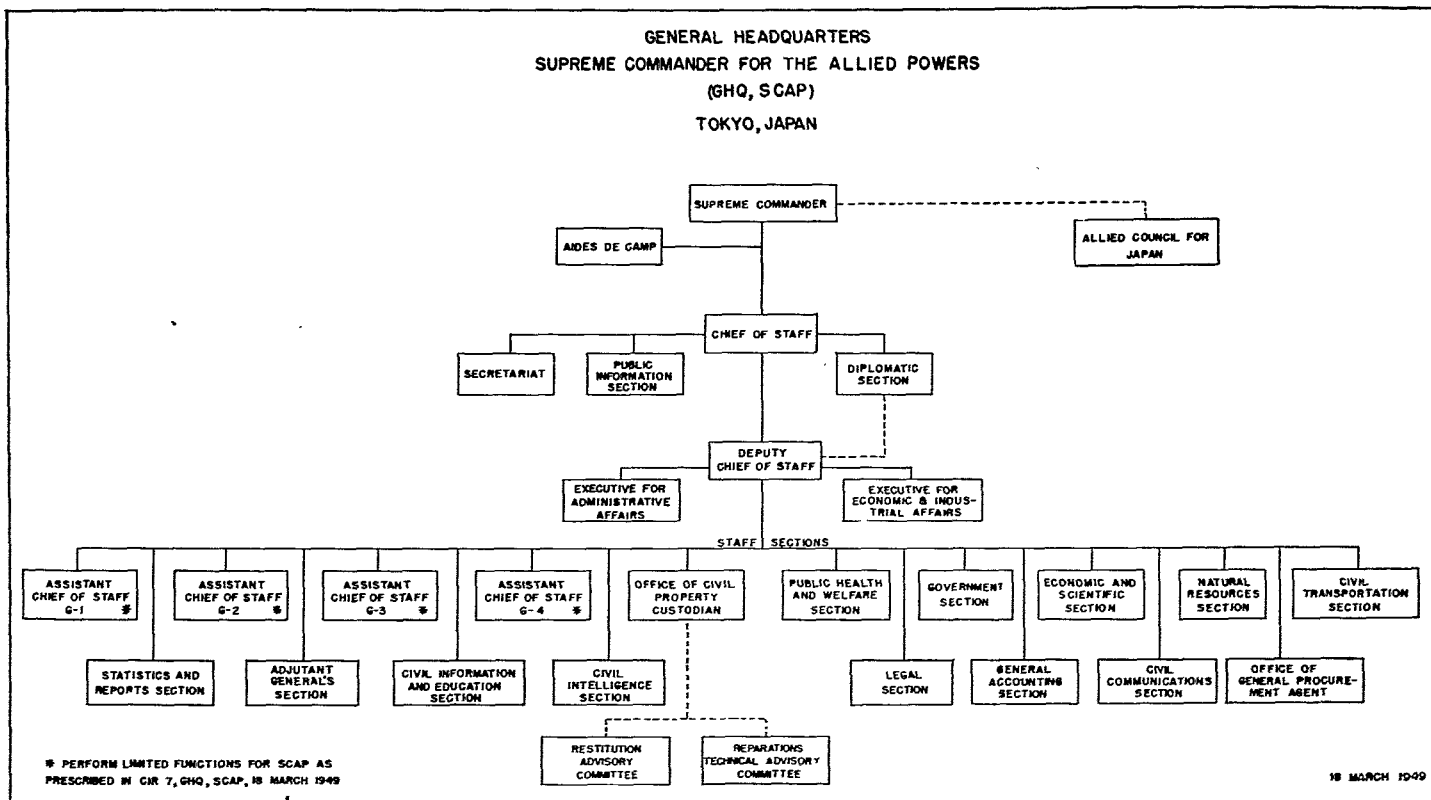 GENERAL HEADQUARTERS
SUPREME COMMANDER FOR THE ALLIED POWERS
(GHQ, SCAP)
TOKYO, JAPAN
SUPREME COMMANDER
AIDES DE CAMP
ALLIED COUNCIL FOR
JAPAN
CHIEF OF STAFF
SECRETARIAT
PUBLIC
INFORMATION
SECTION
DIPLOMATIC
SECTION
DEPUTY
CHIEF OF STAFF
EXECUTIVE FOR
ADMINISTRATIVE
AFFAIRS
EXECUTIVE FOR
ECONOMIC & INDUS-
TRIAL AFFAIRS
STAFF SECTIONS
ASSISTANT
CHIEF OF STAFF
G-1 *
ASSISTANT
CHIEF OF STAFF
G-2 *
ASSISTANT
CHIEF OF STAFF
G-3 *
ASSISTANT
CHIEF OF STAFF
G-4 *
OFFICE OF CIVIL
PROPERTY
CUSTODIAN
PUBLIC HEALTH
AND WELFARE
SECTION
GOVERNMENT
SECTION
ECONOMIC AND
SCIENTIFIC
SECTION
NATURAL
RESOURCES
SECTION
CIVIL
TRANSPORTATION
SECTION
STATISTICS AND
REPORTS SECTION
ADJUTANT
GENERAL'S
SECTION
CIVIL INFORMATION
AND EDUCATION
SECTION
CIVIL
INTELLIGENCE
SECTION
LEGAL
SECTION
GENERAL
ACCOUNTING
SECTION
CIVIL
COMMUNICATIONS
SECTION
OFFICE OF
GENERAL PROCURE-
MENT AGENT
RESTITUTION
ADVISORY
COMMITTEE
REPARATIONS
TECHNICAL ADVISORY
COMMITTEE
* PERFORM LIMITED FUNCTIONS FOR SCAP AS
PRESCRIBED IN CIR 7, GHQ, SCAP, 18 MARCH 1949
18 MARCH 1949